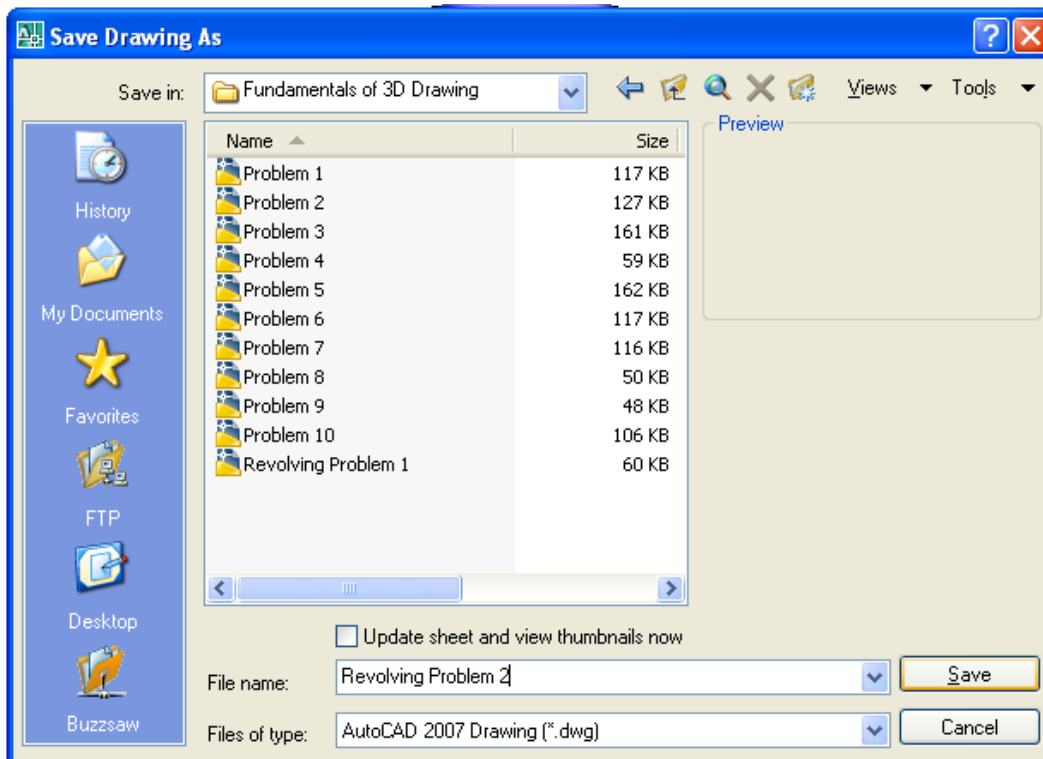 Save Drawing As
Save in: Fundamentals of 3D Drawing Views Tools
History
My Documents
Favorites
FTP
Desktop
Buzzsaw
Name Size
Problem 1 117 KB
Problem 2 127 KB
Problem 3 161 KB
Problem 4 59 KB
Problem 5 162 KB
Problem 6 117 KB
Problem 7 116 KB
Problem 8 50 KB
Problem 9 48 KB
Problem 10 106 KB
Revolving Problem 1 60 KB
Preview
Update sheet and view thumbnails now
File name: Revolving Problem 2 Save
Files of type: AutoCAD 2007 Drawing (*.dwg) Cancel